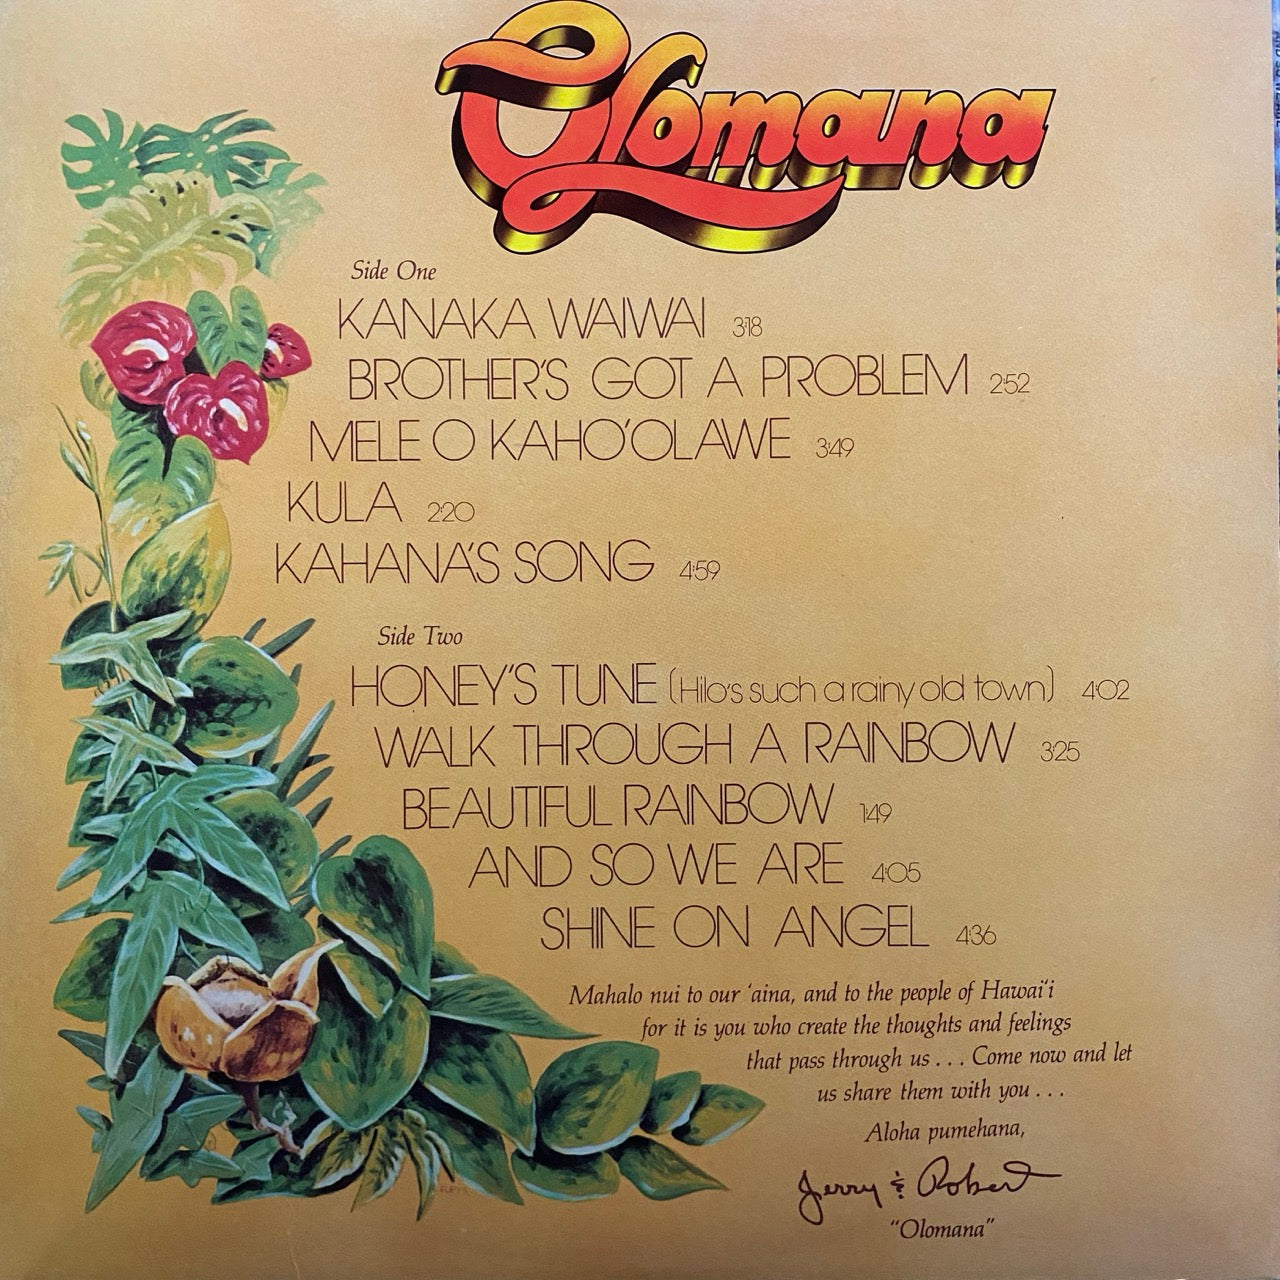 Olomana
Side One
KANAKA WAIWAI 3:18
BROTHER'S GOT A PROBLEM 2:52
MELE O KAHO'OLAWE 3:49
KULA 2:20
KAHANA'S SONG 4:59
Side Two
HONEY'S TUNE (Hilo's such a rainy old town) 4:02
WALK THROUGH A RAINBOW 3:25
BEAUTIFUL RAINBOW 1:49
AND SO WE ARE 4:05
SHINE ON ANGEL 4:36
Mahalo nui to our 'aina, and to the people of Hawai'i
for it is you who create the thoughts and feelings
that pass through us . . . Come now and let
us share them with you . . .
Aloha pumehana,
Jerry & Robert
"Olomana"